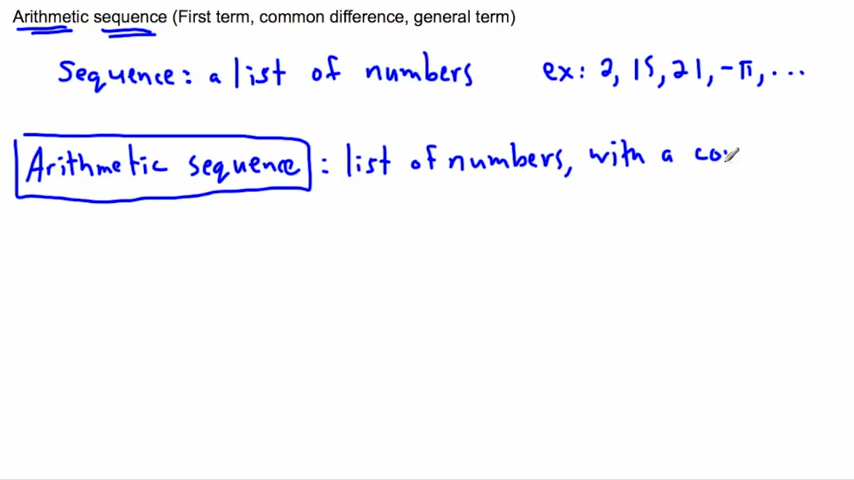 Arithmetic sequence (First term, common difference, general term)
Sequence: a list of numbers ex: 2, 15, 21, -π, ...
Arithmetic sequence : list of numbers, with a